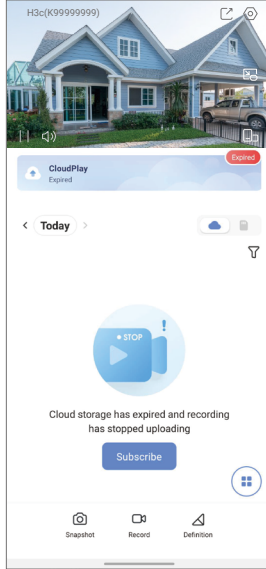 H3c(K99999999)
Expired
CloudPlay
Expired
Today
STOP
Cloud storage has expired and recording
has stopped uploading
Subscribe
Snapshot
Record
Definition